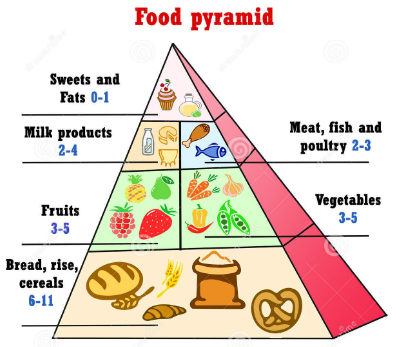 Food pyramid
Sweets and
Fats 0-1
Milk products
2-4
Meat, fish and
poultry 2-3
Fruits
3-5
Vegetables
3-5
Bread, rise,
cereals
6-11